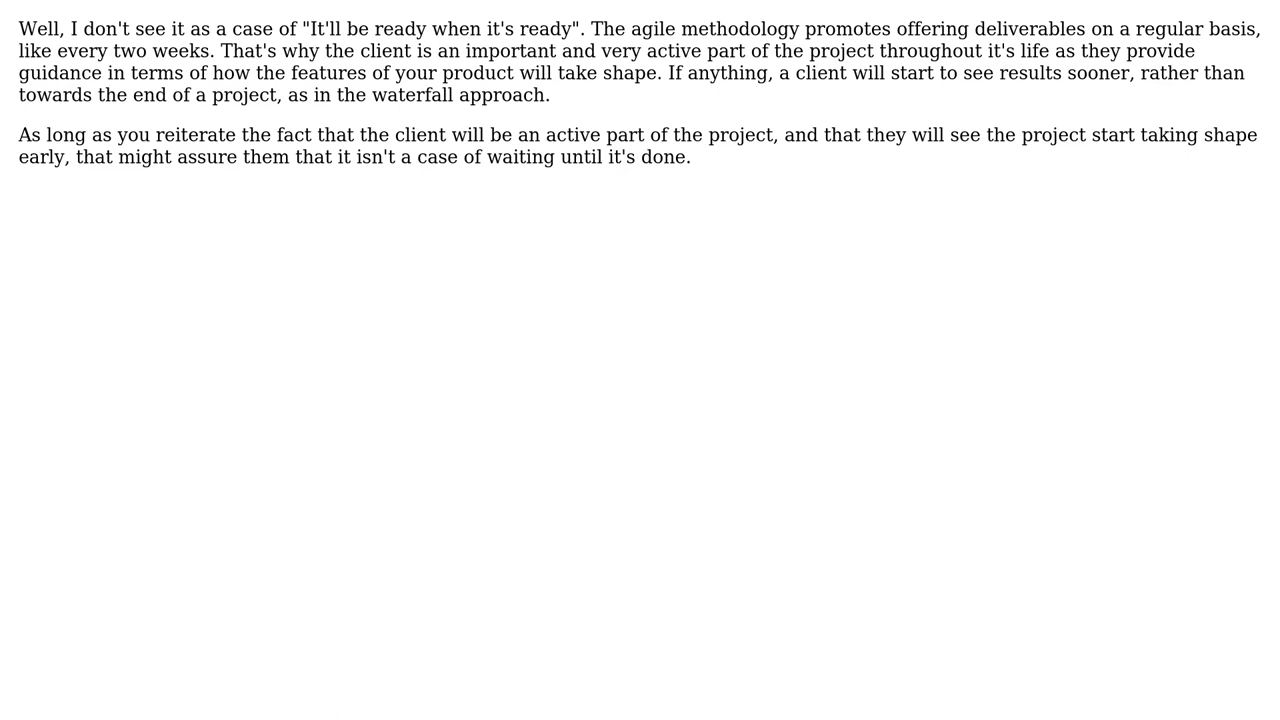 Well, I don't see it as a case of "It'll be ready when it's ready". The agile methodology promotes offering deliverables on a regular basis,
like every two weeks. That's why the client is an important and very active part of the project throughout it's life as they provide
guidance in terms of how the features of your product will take shape. If anything, a client will start to see results sooner, rather than
towards the end of a project, as in the waterfall approach.
As long as you reiterate the fact that the client will be an active part of the project, and that they will see the project start taking shape
early, that might assure them that it isn't a case of waiting until it's done.